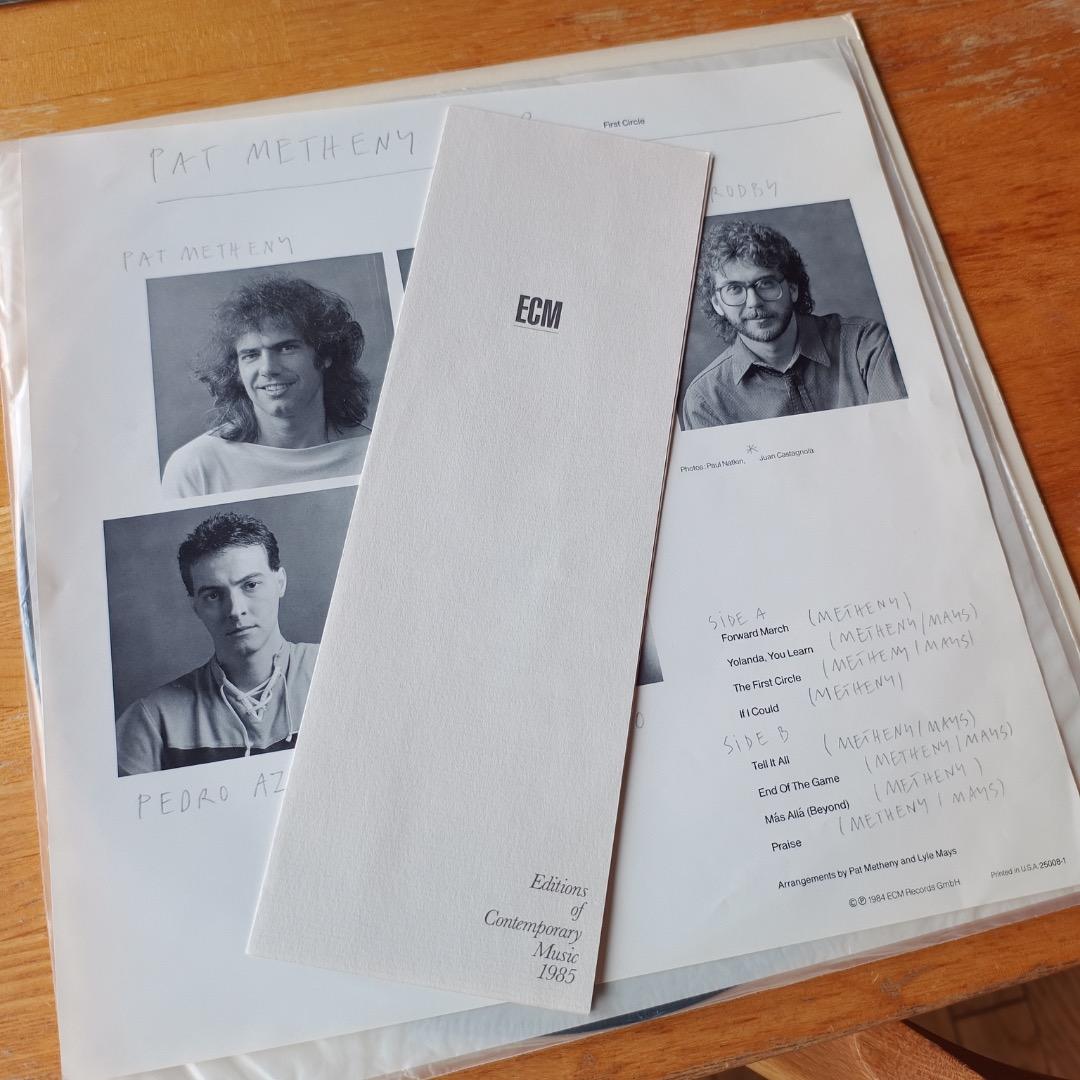 PAT METHENY
First Circle
PAT METHENY
RODBY
ECM
Photos: Paul Natkin, * Juan Castagnola
SIDE A
Forward March (METHENY)
Yolanda, You Learn (METHENY/MAYS)
The First Circle (METHENY/MAYS)
If I Could (METHENY)
SIDE B
Tell It All (METHENY/MAYS)
End Of The Game (METHENY/MAYS)
Más Allá (Beyond) (METHENY)
Praise (METHENY/MAYS)
PEDRO AZ
O
Arrangements by Pat Metheny and Lyle Mays
© ℗ 1984 ECM Records GmbH
Printed in U.S.A. 25008-1
Editions
of
Contemporary
Music
1985